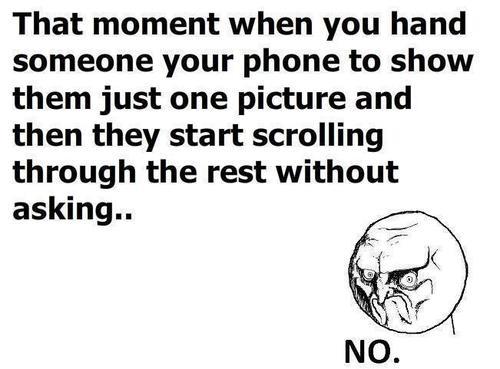 That moment when you hand
someone your phone to show
them just one picture and
then they start scrolling
through the rest without
asking..
NO.